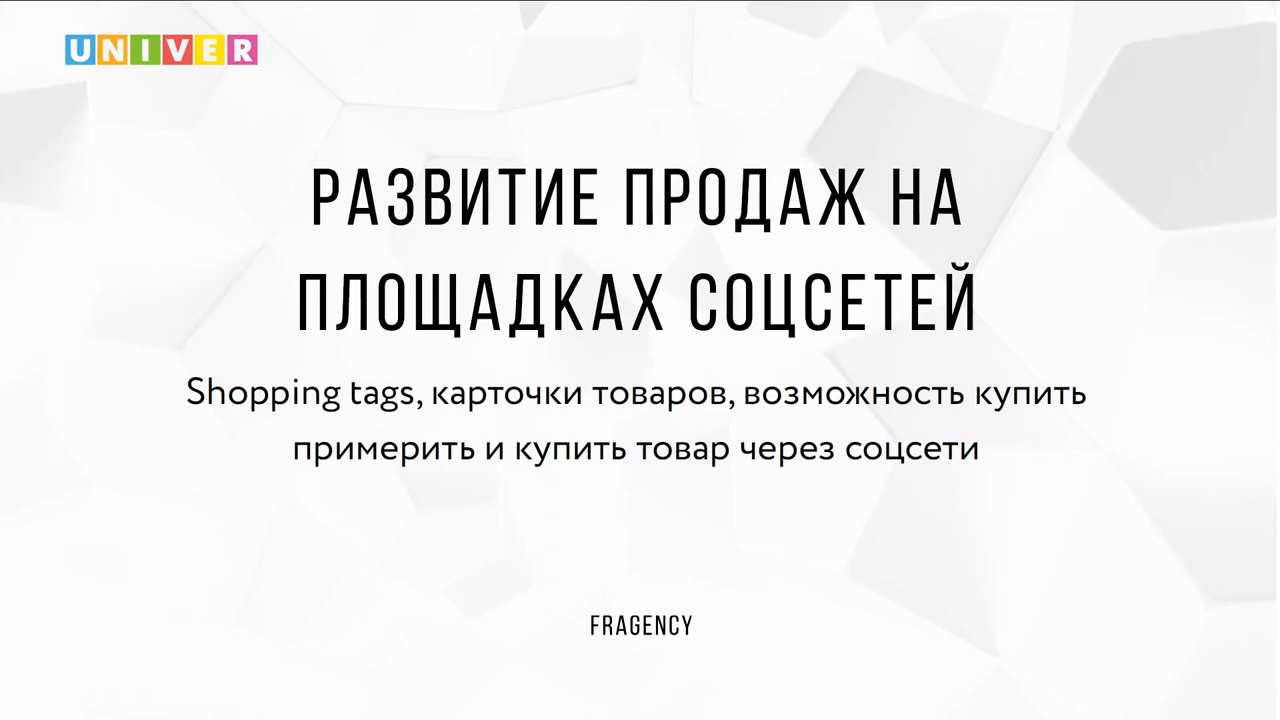 UNIVER
РАЗВИТИЕ ПРОДАЖ НА
ПЛОЩАДКАХ СОЦСЕТЕЙ
Shopping tags, карточки товаров, возможность купить
примерить и купить товар через соцсети
FRAGENCY